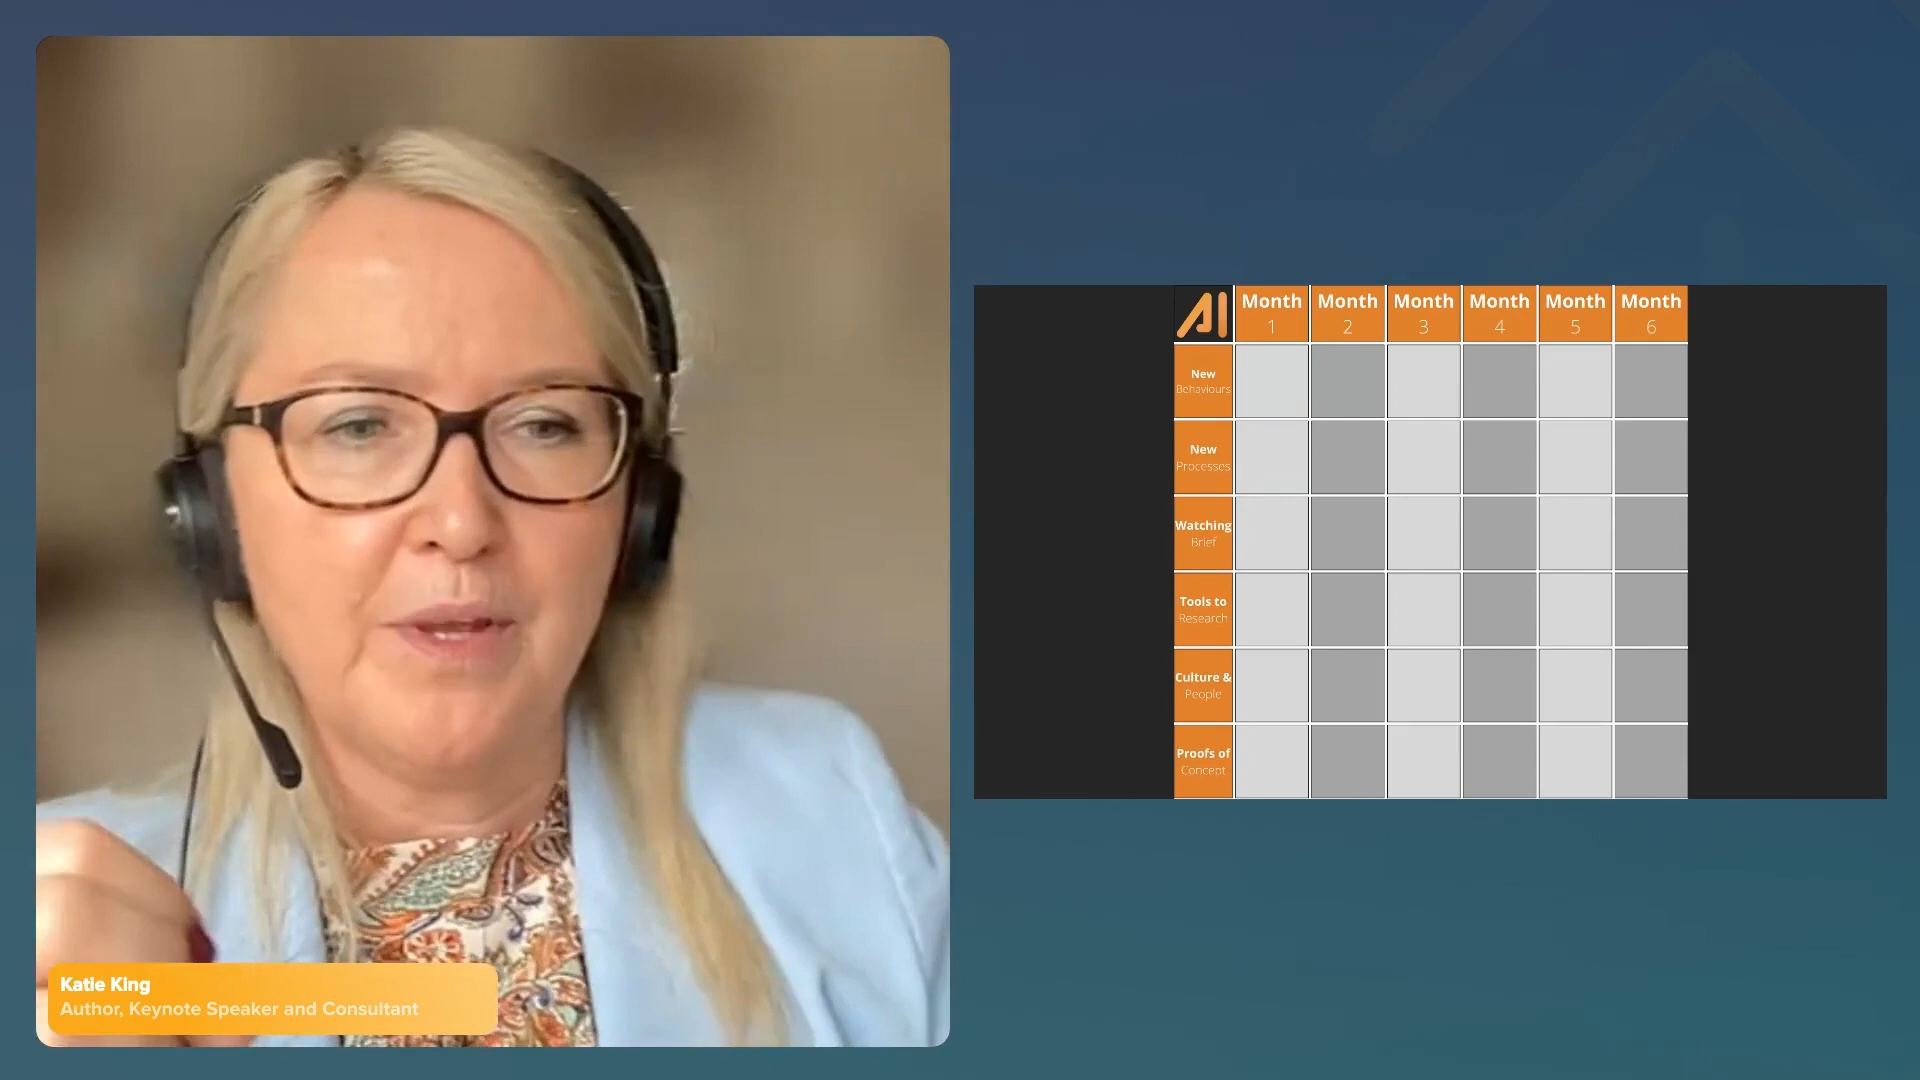 Katie King
Author, Keynote Speaker and Consultant
AI
Month
1
Month
2
Month
3
Month
4
Month
5
Month
6
New
Behaviours
New
Processes
Watching
Brief
Tools to
Research
Culture &
People
Proofs of
Concept